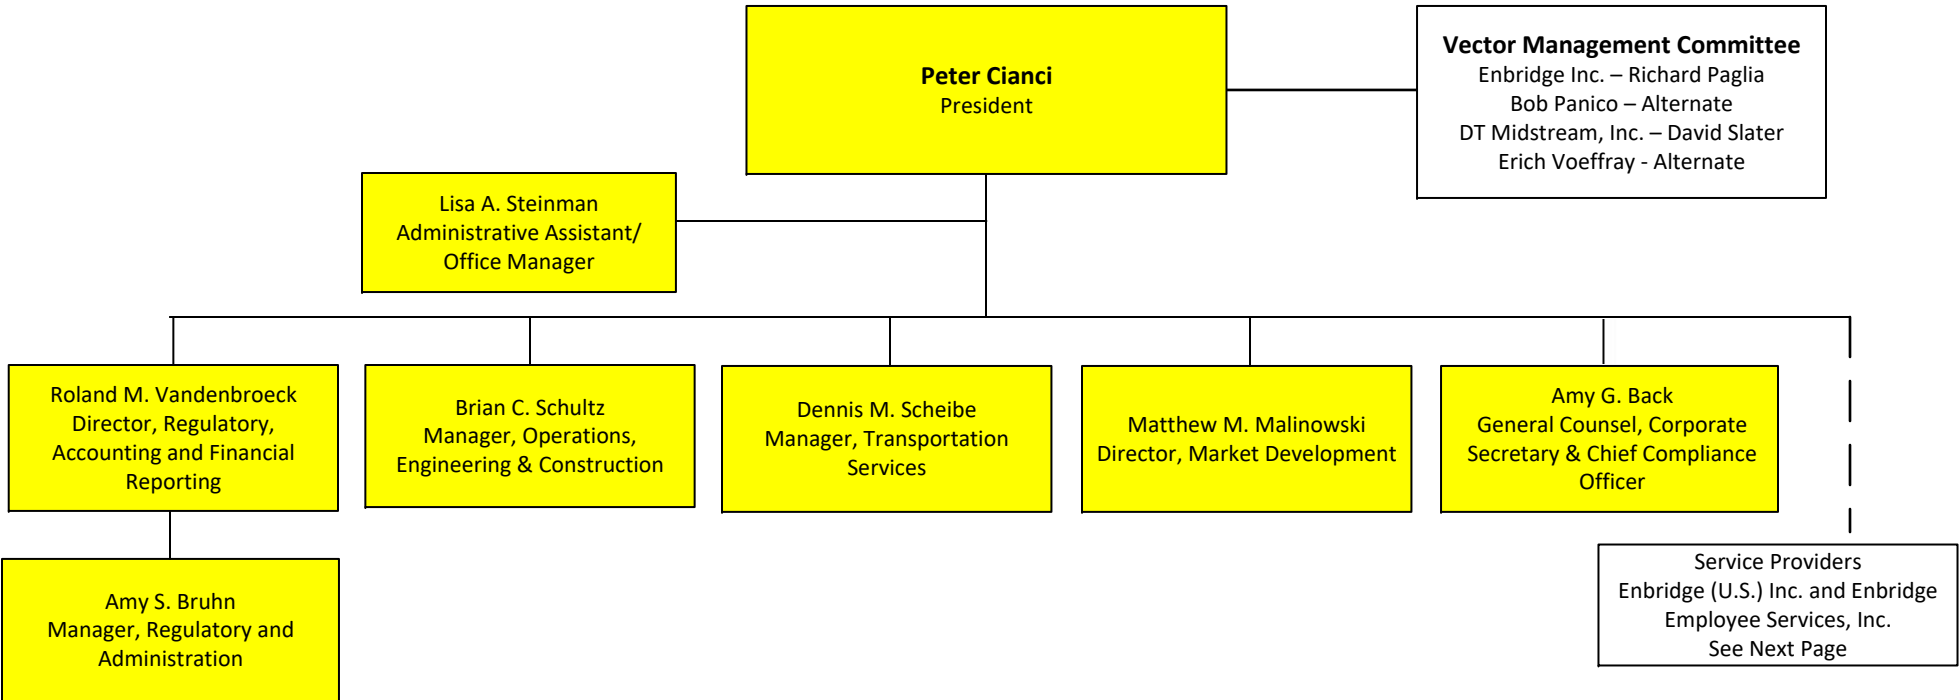 Peter Cianci
President
Vector Management Committee
Enbridge Inc. – Richard Paglia
Bob Panico – Alternate
DT Midstream, Inc. – David Slater
Erich Voeffray - Alternate
Lisa A. Steinman
Administrative Assistant/
Office Manager
Roland M. Vandenbroeck
Director, Regulatory,
Accounting and Financial
Reporting
Brian C. Schultz
Manager, Operations,
Engineering & Construction
Dennis M. Scheibe
Manager, Transportation
Services
Matthew M. Malinowski
Director, Market Development
Amy G. Back
General Counsel, Corporate
Secretary & Chief Compliance
Officer
Amy S. Bruhn
Manager, Regulatory and
Administration
Service Providers
Enbridge (U.S.) Inc. and Enbridge
Employee Services, Inc.
See Next Page